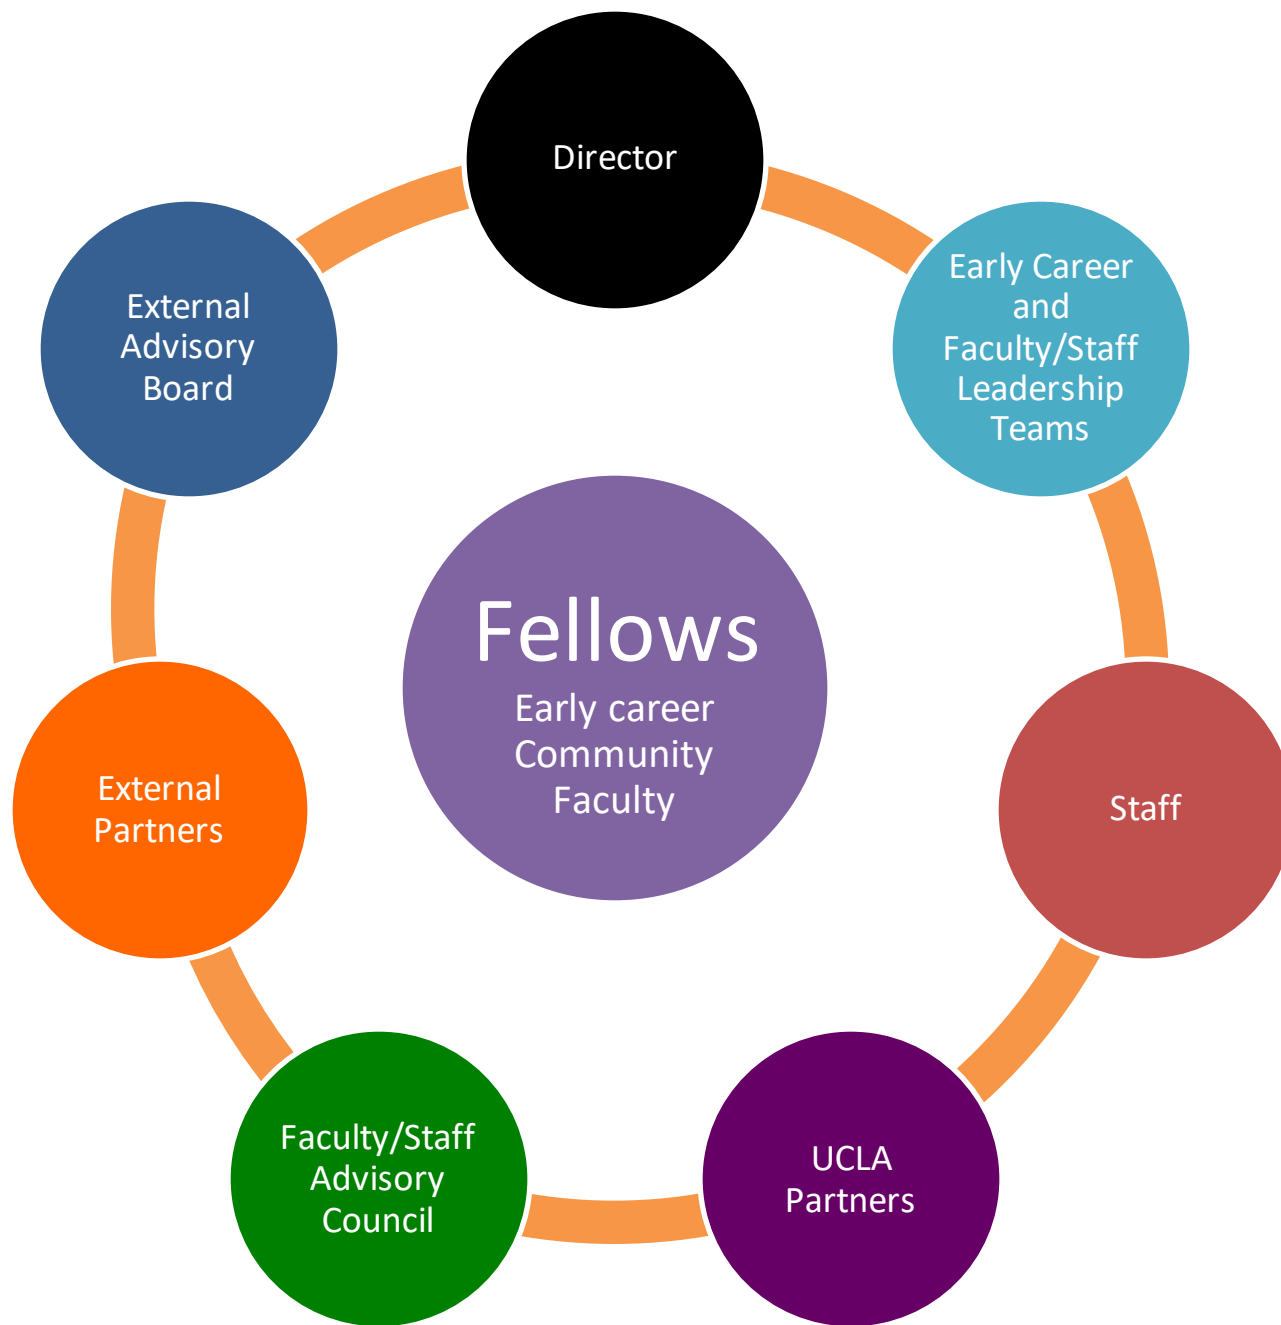 Director
Early Career
and
Faculty/Staff
Leadership
Teams
External
Advisory
Board
Fellows
Early career
Community
Faculty
External
Partners
Staff
Faculty/Staff
Advisory
Council
UCLA
Partners